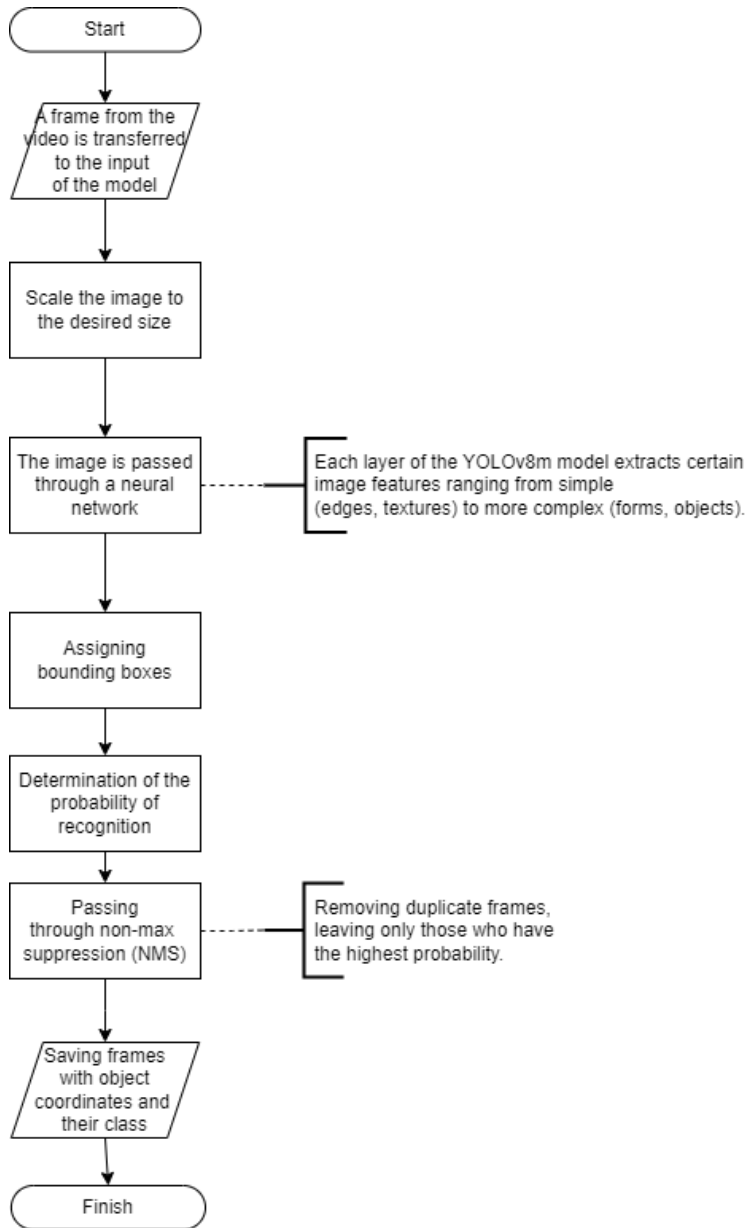 Start
A frame from the
video is transferred
to the input
of the model
Scale the image to
the desired size
The image is passed
through a neural
network
Each layer of the YOLOv8m model extracts certain
image features ranging from simple
(edges, textures) to more complex (forms, objects).
Assigning
bounding boxes
Determination of the
probability of
recognition
Passing
through non-max
suppression (NMS)
Removing duplicate frames,
leaving only those who have
the highest probability.
Saving frames
with object
coordinates and
their class
Finish